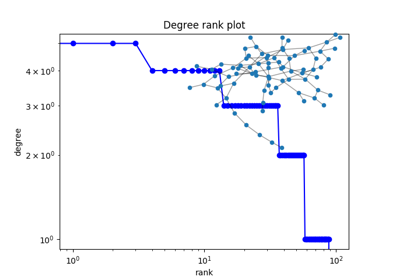 Degree rank plot
degree
4 × 10⁰
3 × 10⁰
2 × 10⁰
10⁰
10⁰
10¹
10²
rank